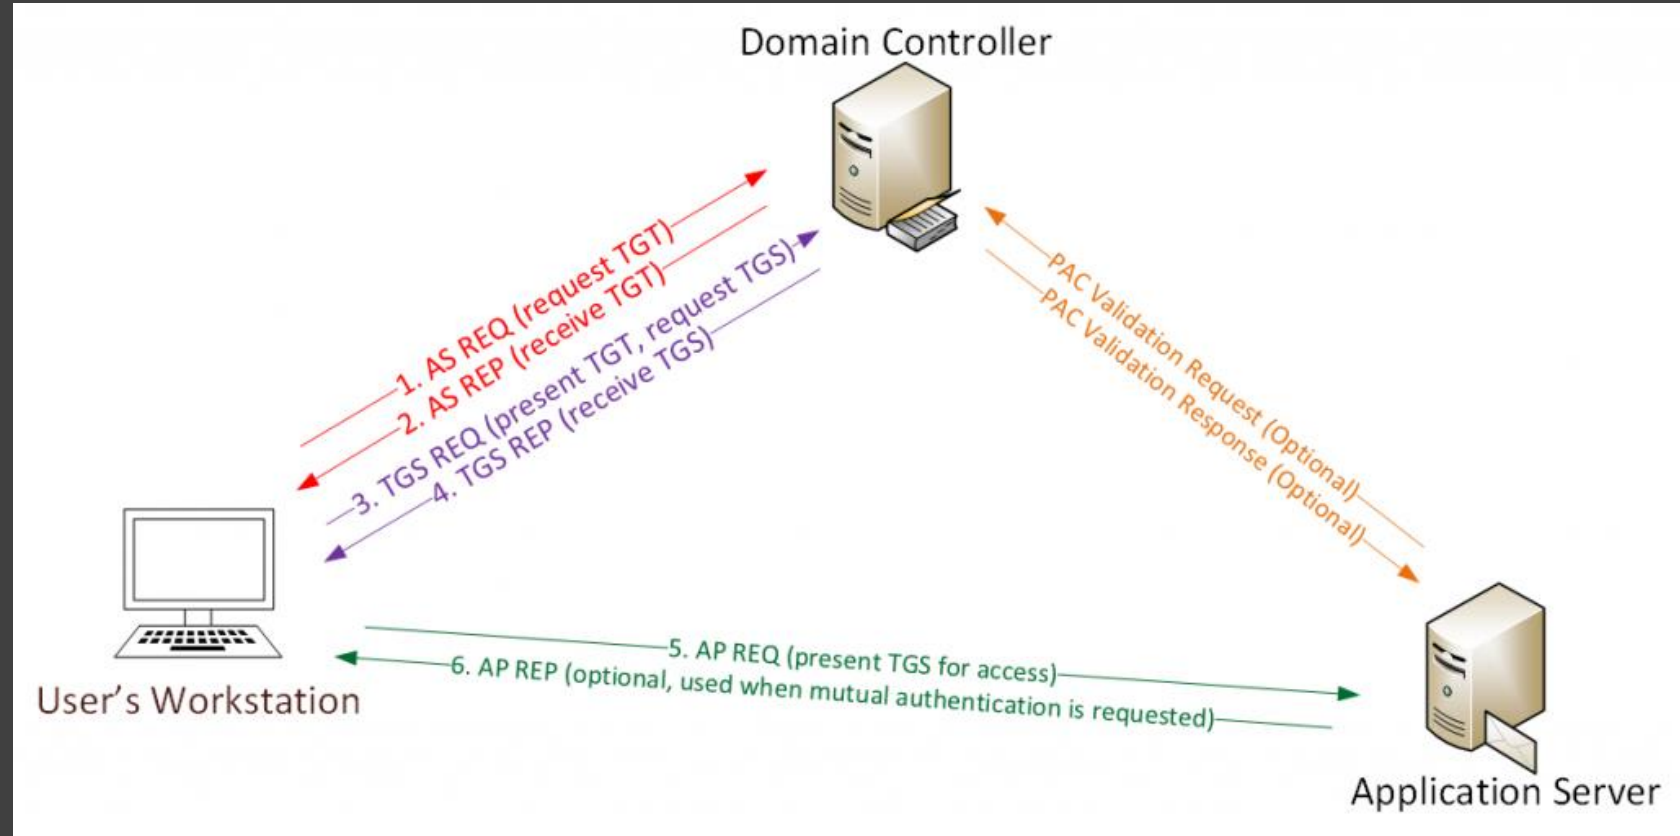 Domain Controller
1. AS REQ (request TGT)
2. AS REP (receive TGT)
3. TGS REQ (present TGT, request TGS)
4. TGS REP (receive TGS)
PAC Validation Request (Optional)
PAC Validation Response (Optional)
5. AP REQ (present TGS for access)
6. AP REP (optional, used when mutual authentication is requested)
User's Workstation
Application Server